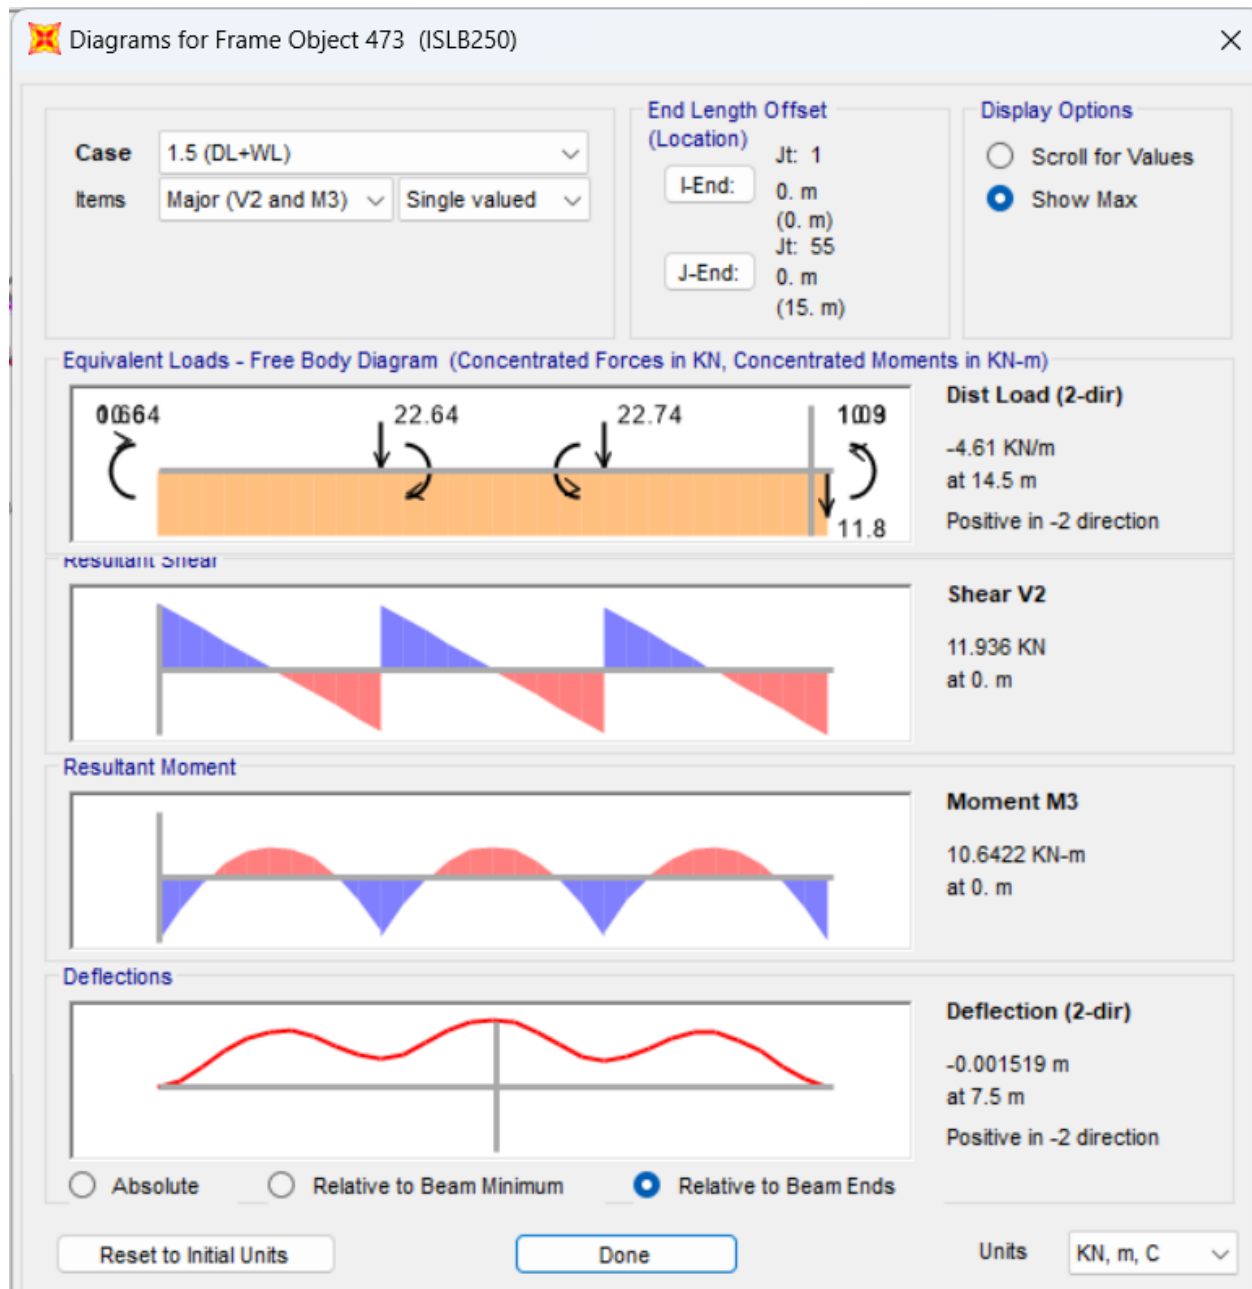 Diagrams for Frame Object 473 (ISLB250)
Case 1.5 (DL+WL)
Items Major (V2 and M3) Single valued
End Length Offset
(Location)
Jt: 1
I-End: 0. m
(0. m)
Jt: 55
J-End: 0. m
(15. m)
Display Options
Scroll for Values
Show Max
Equivalent Loads - Free Body Diagram (Concentrated Forces in KN, Concentrated Moments in KN-m)
22.64 22.74
11.8
Dist Load (2-dir)
-4.61 KN/m
at 14.5 m
Positive in -2 direction
Resultant Shear
Shear V2
11.936 KN
at 0. m
Resultant Moment
Moment M3
10.6422 KN-m
at 0. m
Deflections
Deflection (2-dir)
-0.001519 m
at 7.5 m
Positive in -2 direction
Absolute Relative to Beam Minimum Relative to Beam Ends
Reset to Initial Units Done Units KN, m, C